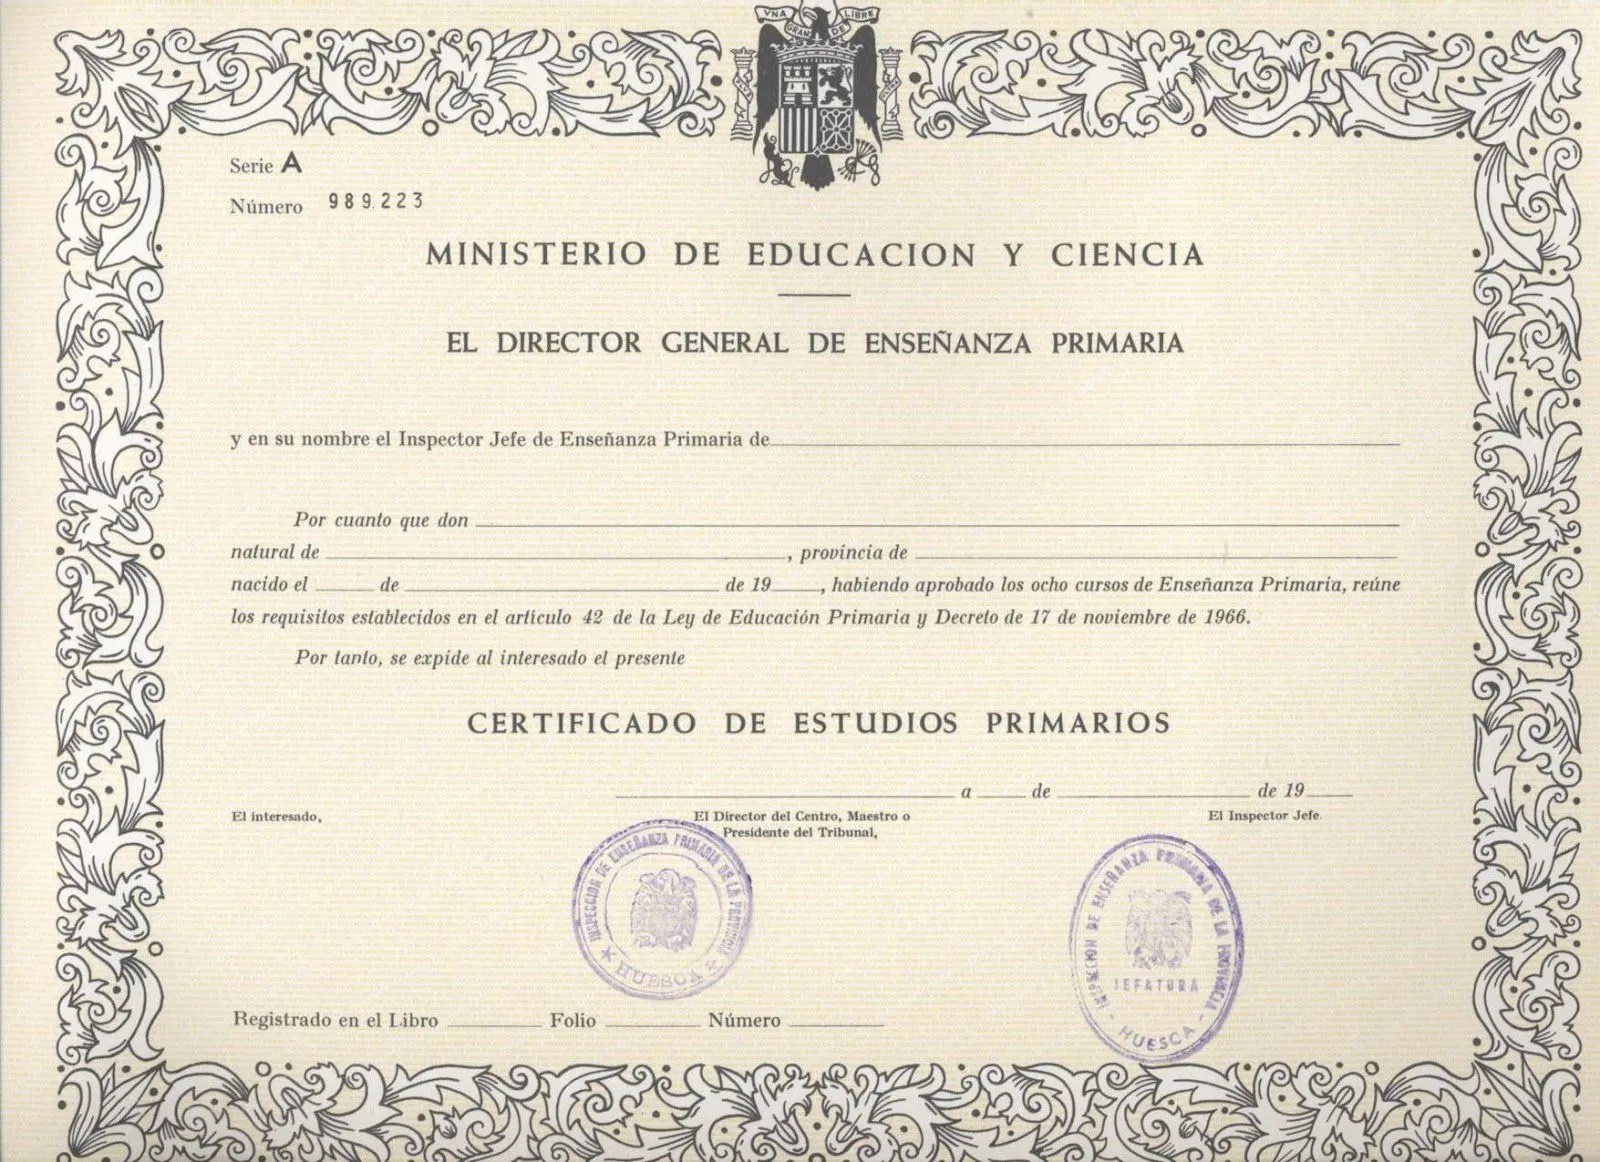 VNA GRANDE LIBRE
Serie A
Número 989.223
MINISTERIO DE EDUCACION Y CIENCIA
EL DIRECTOR GENERAL DE ENSEÑANZA PRIMARIA
y en su nombre el Inspector Jefe de Enseñanza Primaria de
Por cuanto que don
natural de , provincia de
nacido el de de 19 , habiendo aprobado los ocho cursos de Enseñanza Primaria, reúne
los requisitos establecidos en el artículo 42 de la Ley de Educación Primaria y Decreto de 17 de noviembre de 1966.
Por tanto, se expide al interesado el presente
CERTIFICADO DE ESTUDIOS PRIMARIOS
a de de 19
El interesado,
El Director del Centro, Maestro o
Presidente del Tribunal,
El Inspector Jefe.
INSPECCION DE ENSEÑANZA PRIMARIA DE LA PROVINCIA
HUESCA
INSPECCION DE ENSEÑANZA PRIMARIA DE LA PROVINCIA
JEFATURA
- HUESCA -
Registrado en el Libro Folio Número